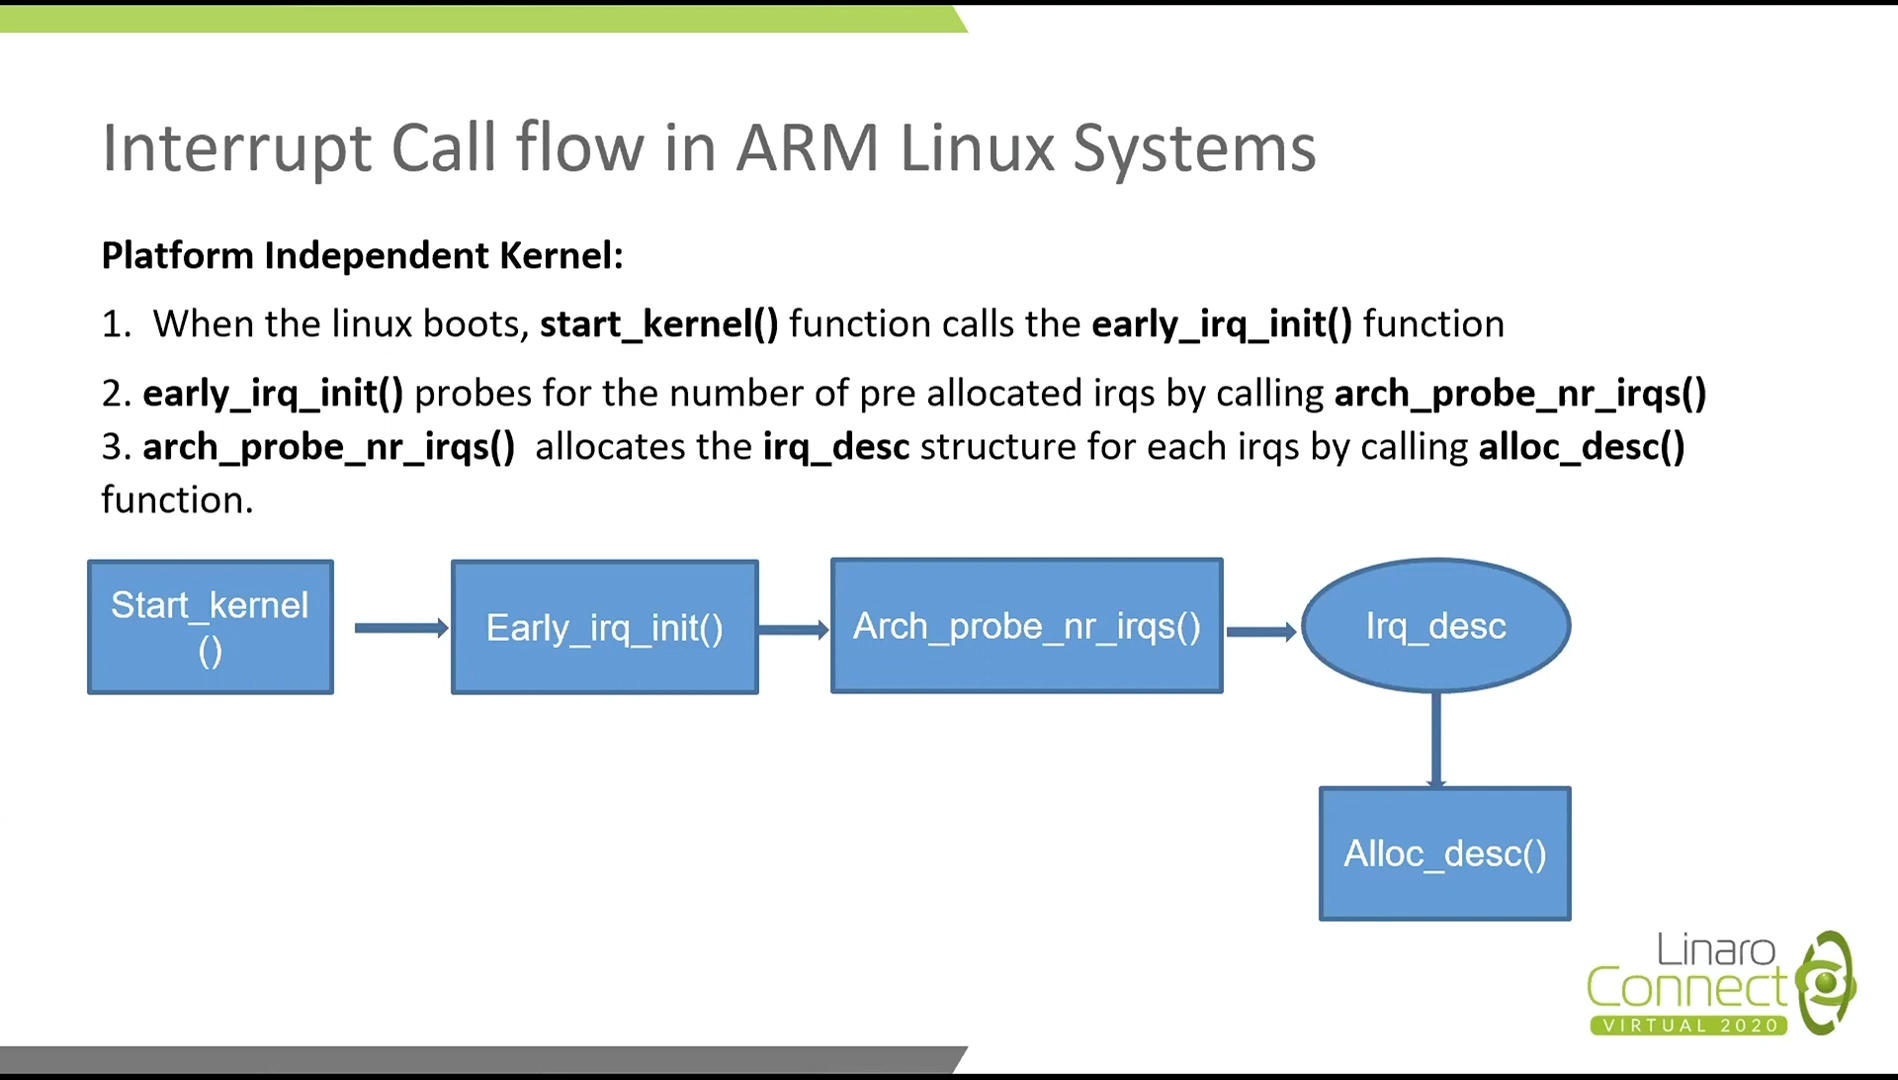 Interrupt Call flow in ARM Linux Systems
Platform Independent Kernel:
1. When the linux boots, start_kernel() function calls the early_irq_init() function
2. early_irq_init() probes for the number of pre allocated irqs by calling arch_probe_nr_irqs()
3. arch_probe_nr_irqs() allocates the irq_desc structure for each irqs by calling alloc_desc()
function.
Start_kernel
()
Early_irq_init()
Arch_probe_nr_irqs()
Irq_desc
Alloc_desc()
Linaro
Connect
VIRTUAL 2020